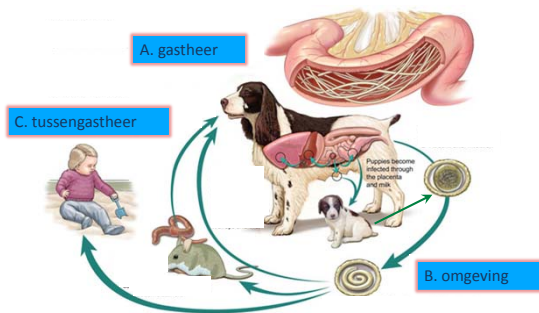 A. gastheer
C. tussengastheer
Puppies become
infected through
the placenta
and milk
B. omgeving